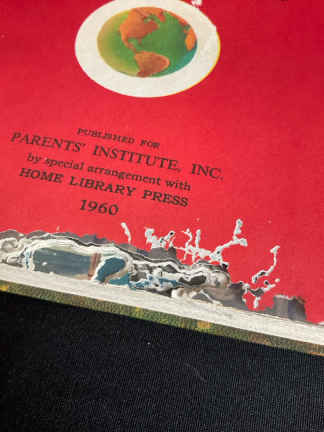 PUBLISHED FOR
PARENTS' INSTITUTE, INC.
by special arrangement with
HOME LIBRARY PRESS
1960